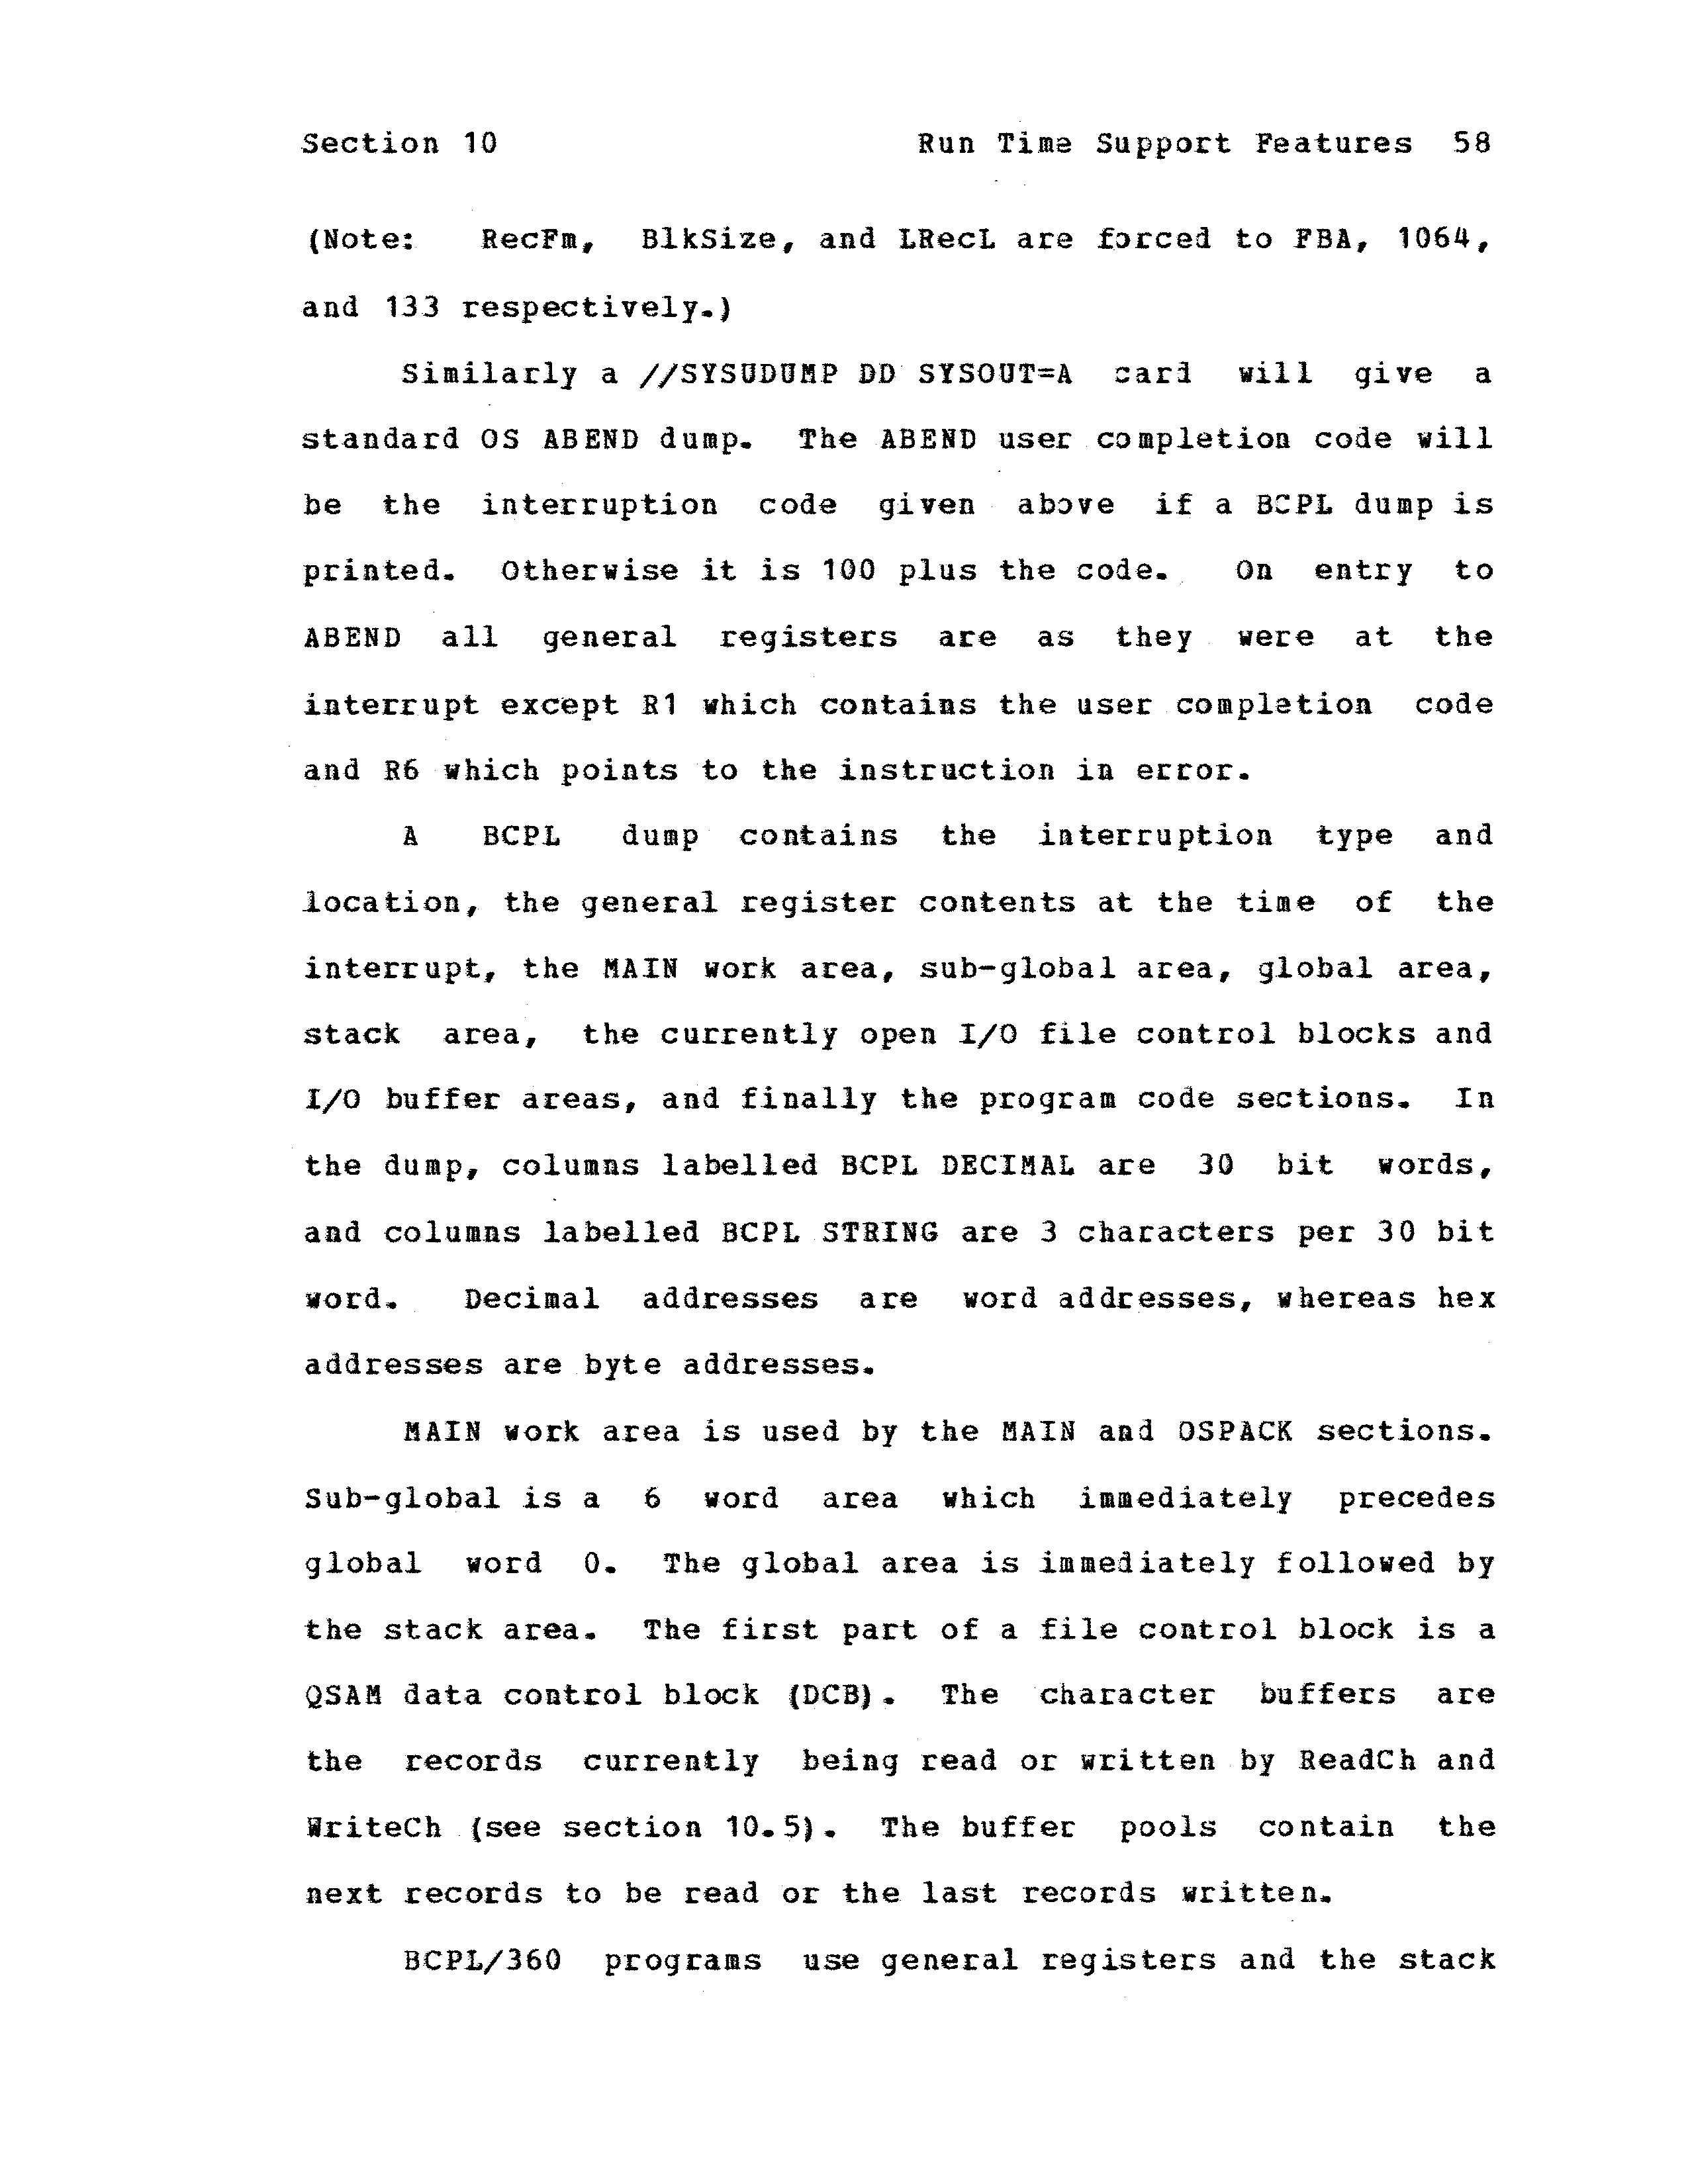 Section 10 Run Time Support Features 58
(Note: RecFm, BlkSize, and LRecL are forced to FBA, 1064,
and 133 respectively.)
Similarly a //SYSUDUMP DD SYSOUT=A card will give a
standard OS ABEND dump. The ABEND user completion code will
be the interruption code given above if a BCPL dump is
printed. Otherwise it is 100 plus the code. On entry to
ABEND all general registers are as they were at the
interrupt except R1 which contains the user completion code
and R6 which points to the instruction in error.
A BCPL dump contains the interruption type and
location, the general register contents at the time of the
interrupt, the MAIN work area, sub-global area, global area,
stack area, the currently open I/O file control blocks and
I/O buffer areas, and finally the program code sections. In
the dump, columns labelled BCPL DECIMAL are 30 bit words,
and columns labelled BCPL STRING are 3 characters per 30 bit
word. Decimal addresses are word addresses, whereas hex
addresses are byte addresses.
MAIN work area is used by the MAIN and OSPACK sections.
Sub-global is a 6 word area which immediately precedes
global word 0. The global area is immediately followed by
the stack area. The first part of a file control block is a
QSAM data control block (DCB). The character buffers are
the records currently being read or written by ReadCh and
WriteCh (see section 10.5). The buffer pools contain the
next records to be read or the last records written.
BCPL/360 programs use general registers and the stack